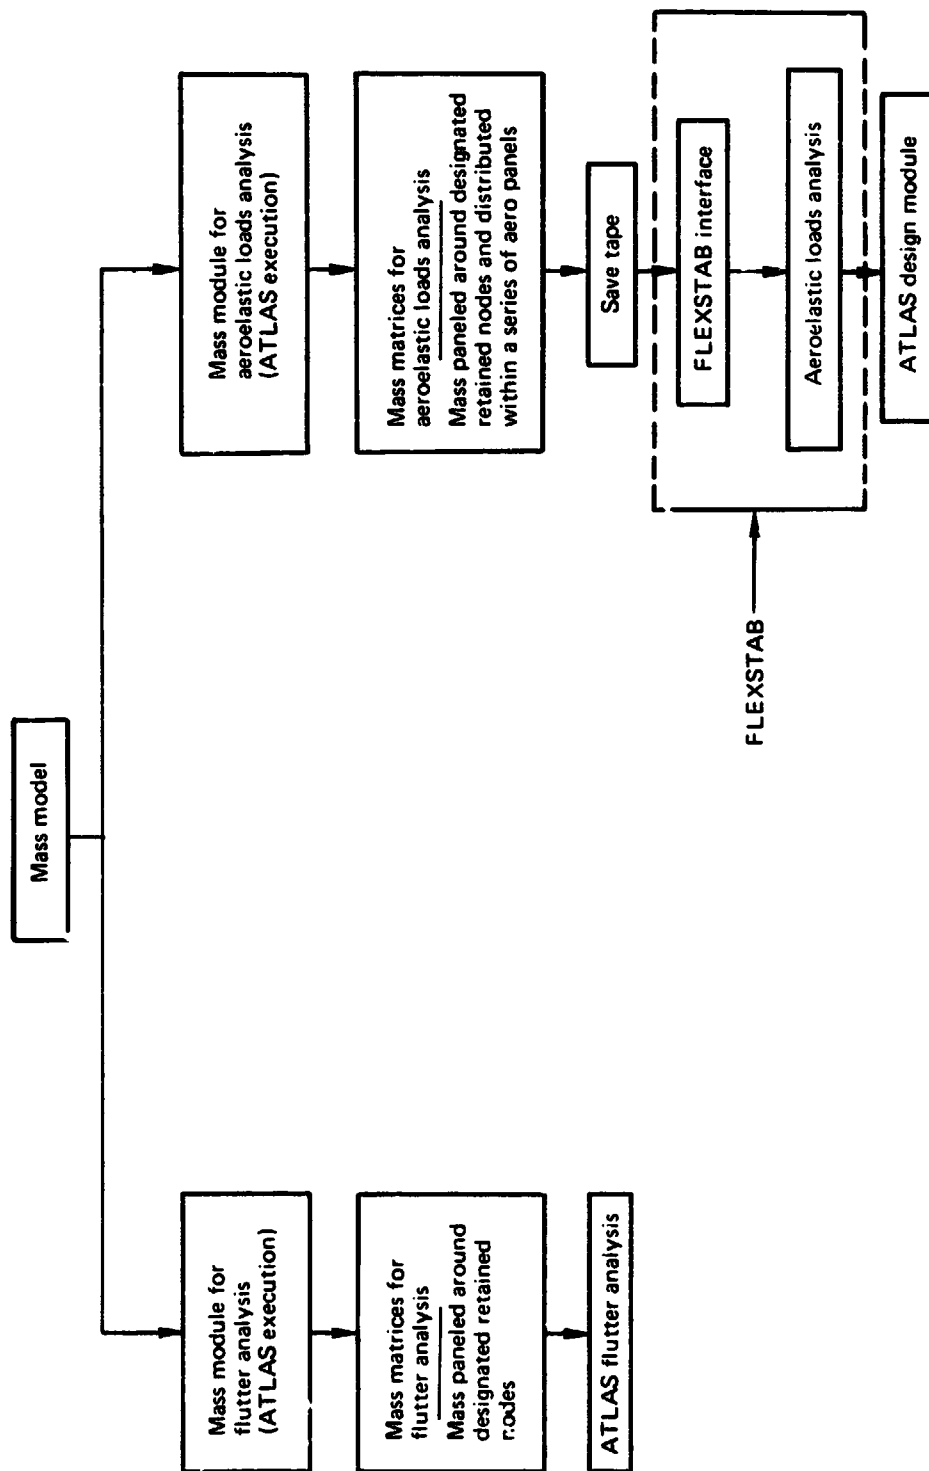 Mass model
Mass module for
flutter analysis
(ATLAS execution)
Mass matrices for
flutter analysis
Mass paneled around
designated retained
nodes
ATLAS flutter analysis
Mass module for
aeroelastic loads analysis
(ATLAS execution)
Mass matrices for
aeroelastic loads analysis
Mass paneled around designated
retained nodes and distributed
within a series of aero panels
Save tape
FLEXSTAB
FLEXSTAB interface
Aeroelastic loads analysis
ATLAS design module